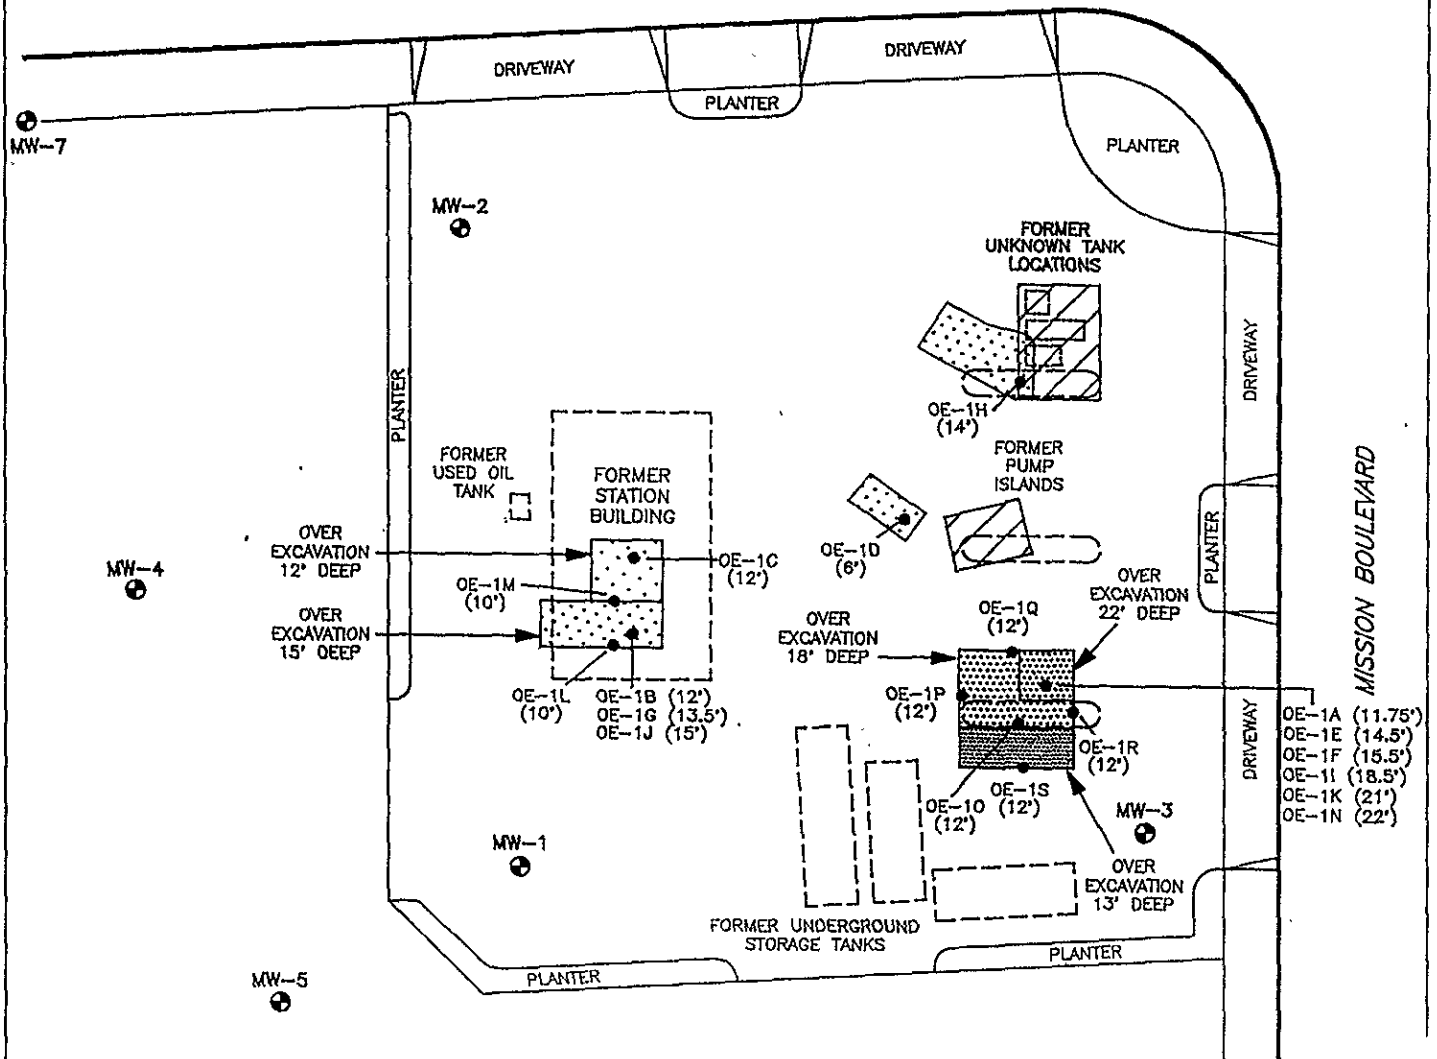 DRIVEWAY
DRIVEWAY
PLANTER
PLANTER
MW-7
MW-2
FORMER
UNKNOWN TANK
LOCATIONS
DRIVEWAY
PLANTER
OE-1H
(14')
FORMER
USED OIL
TANK
FORMER
STATION
BUILDING
FORMER
PUMP
ISLANDS
MISSION BOULEVARD
PLANTER
OVER
EXCAVATION
12' DEEP
OE-1C
(12')
OE-1D
(6')
MW-4
OE-1M
(10')
OVER
EXCAVATION
15' DEEP
OVER
EXCAVATION
22' DEEP
OE-1Q
(12')
OVER
EXCAVATION
18' DEEP
OE-1P
(12')
OE-1L
(10')
OE-1B (12')
OE-1G (13.5')
OE-1J (15')
OE-1A (11.75')
OE-1E (14.5')
OE-1F (15.5')
OE-1I (18.5')
OE-1K (21')
OE-1N (22')
DRIVEWAY
OE-1R
(12')
OE-1S
(12')
OE-1O
(12')
MW-3
MW-1
OVER
EXCAVATION
13' DEEP
FORMER UNDERGROUND
STORAGE TANKS
PLANTER
PLANTER
MW-5